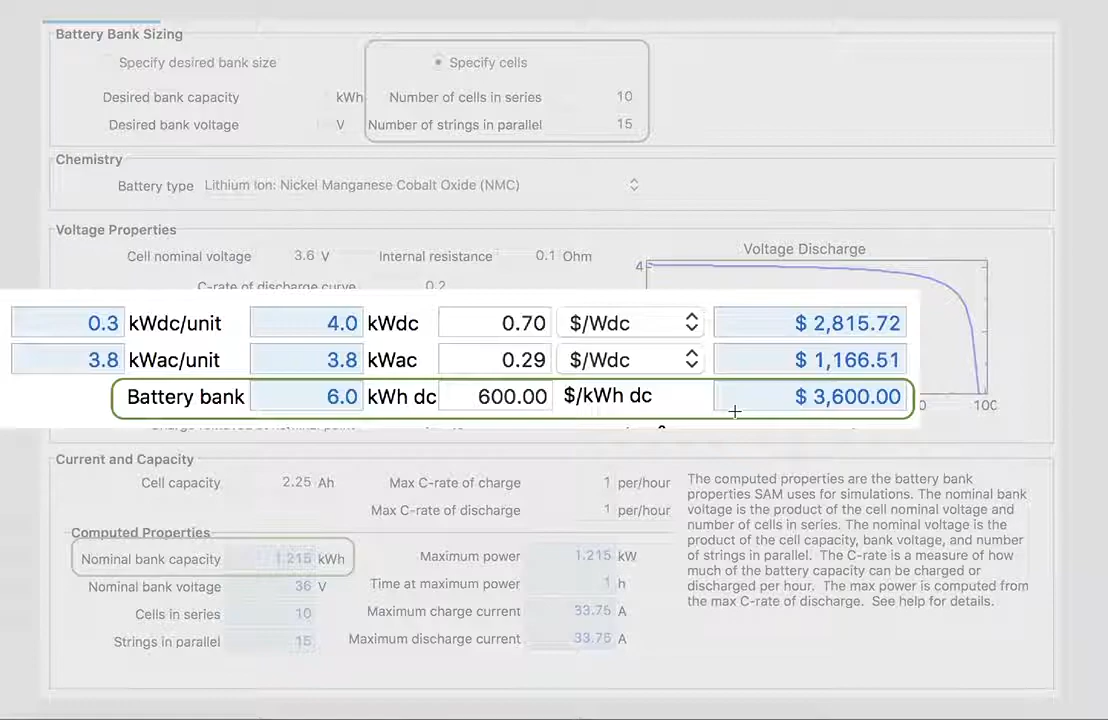 Battery Bank Sizing
Specify desired bank size Specify cells
Desired bank capacity kWh Number of cells in series 10
Desired bank voltage V Number of strings in parallel 15
Chemistry
Battery type Lithium Ion: Nickel Manganese Cobalt Oxide (NMC)
Voltage Properties
Cell nominal voltage 3.6 V Internal resistance 0.1 Ohm
Voltage Discharge
4
C-rate of discharge curve 0.2
0.3 kWdc/unit 4.0 kWdc 0.70 $/Wdc $ 2,815.72
3.8 kWac/unit 3.8 kWac 0.29 $/Wdc $ 1,166.51
Battery bank 6.0 kWh dc 600.00 $/kWh dc $ 3,600.00
0 100
Current and Capacity
Cell capacity 2.25 Ah Max C-rate of charge 1 per/hour
Max C-rate of discharge 1 per/hour
Computed Properties
Nominal bank capacity 1.215 kWh Maximum power 1.215 kW
Nominal bank voltage 36 V Time at maximum power 1 h
Cells in series 10 Maximum charge current 33.75 A
Strings in parallel 15 Maximum discharge current 33.75 A
The computed properties are the battery bank
properties SAM uses for simulations. The nominal bank
voltage is the product of the cell nominal voltage and
number of cells in series. The nominal voltage is the
product of the cell capacity, bank voltage, and number
of strings in parallel. The C-rate is a measure of how
much of the battery capacity can be charged or
discharged per hour. The max power is computed from
the max C-rate of discharge. See help for details.